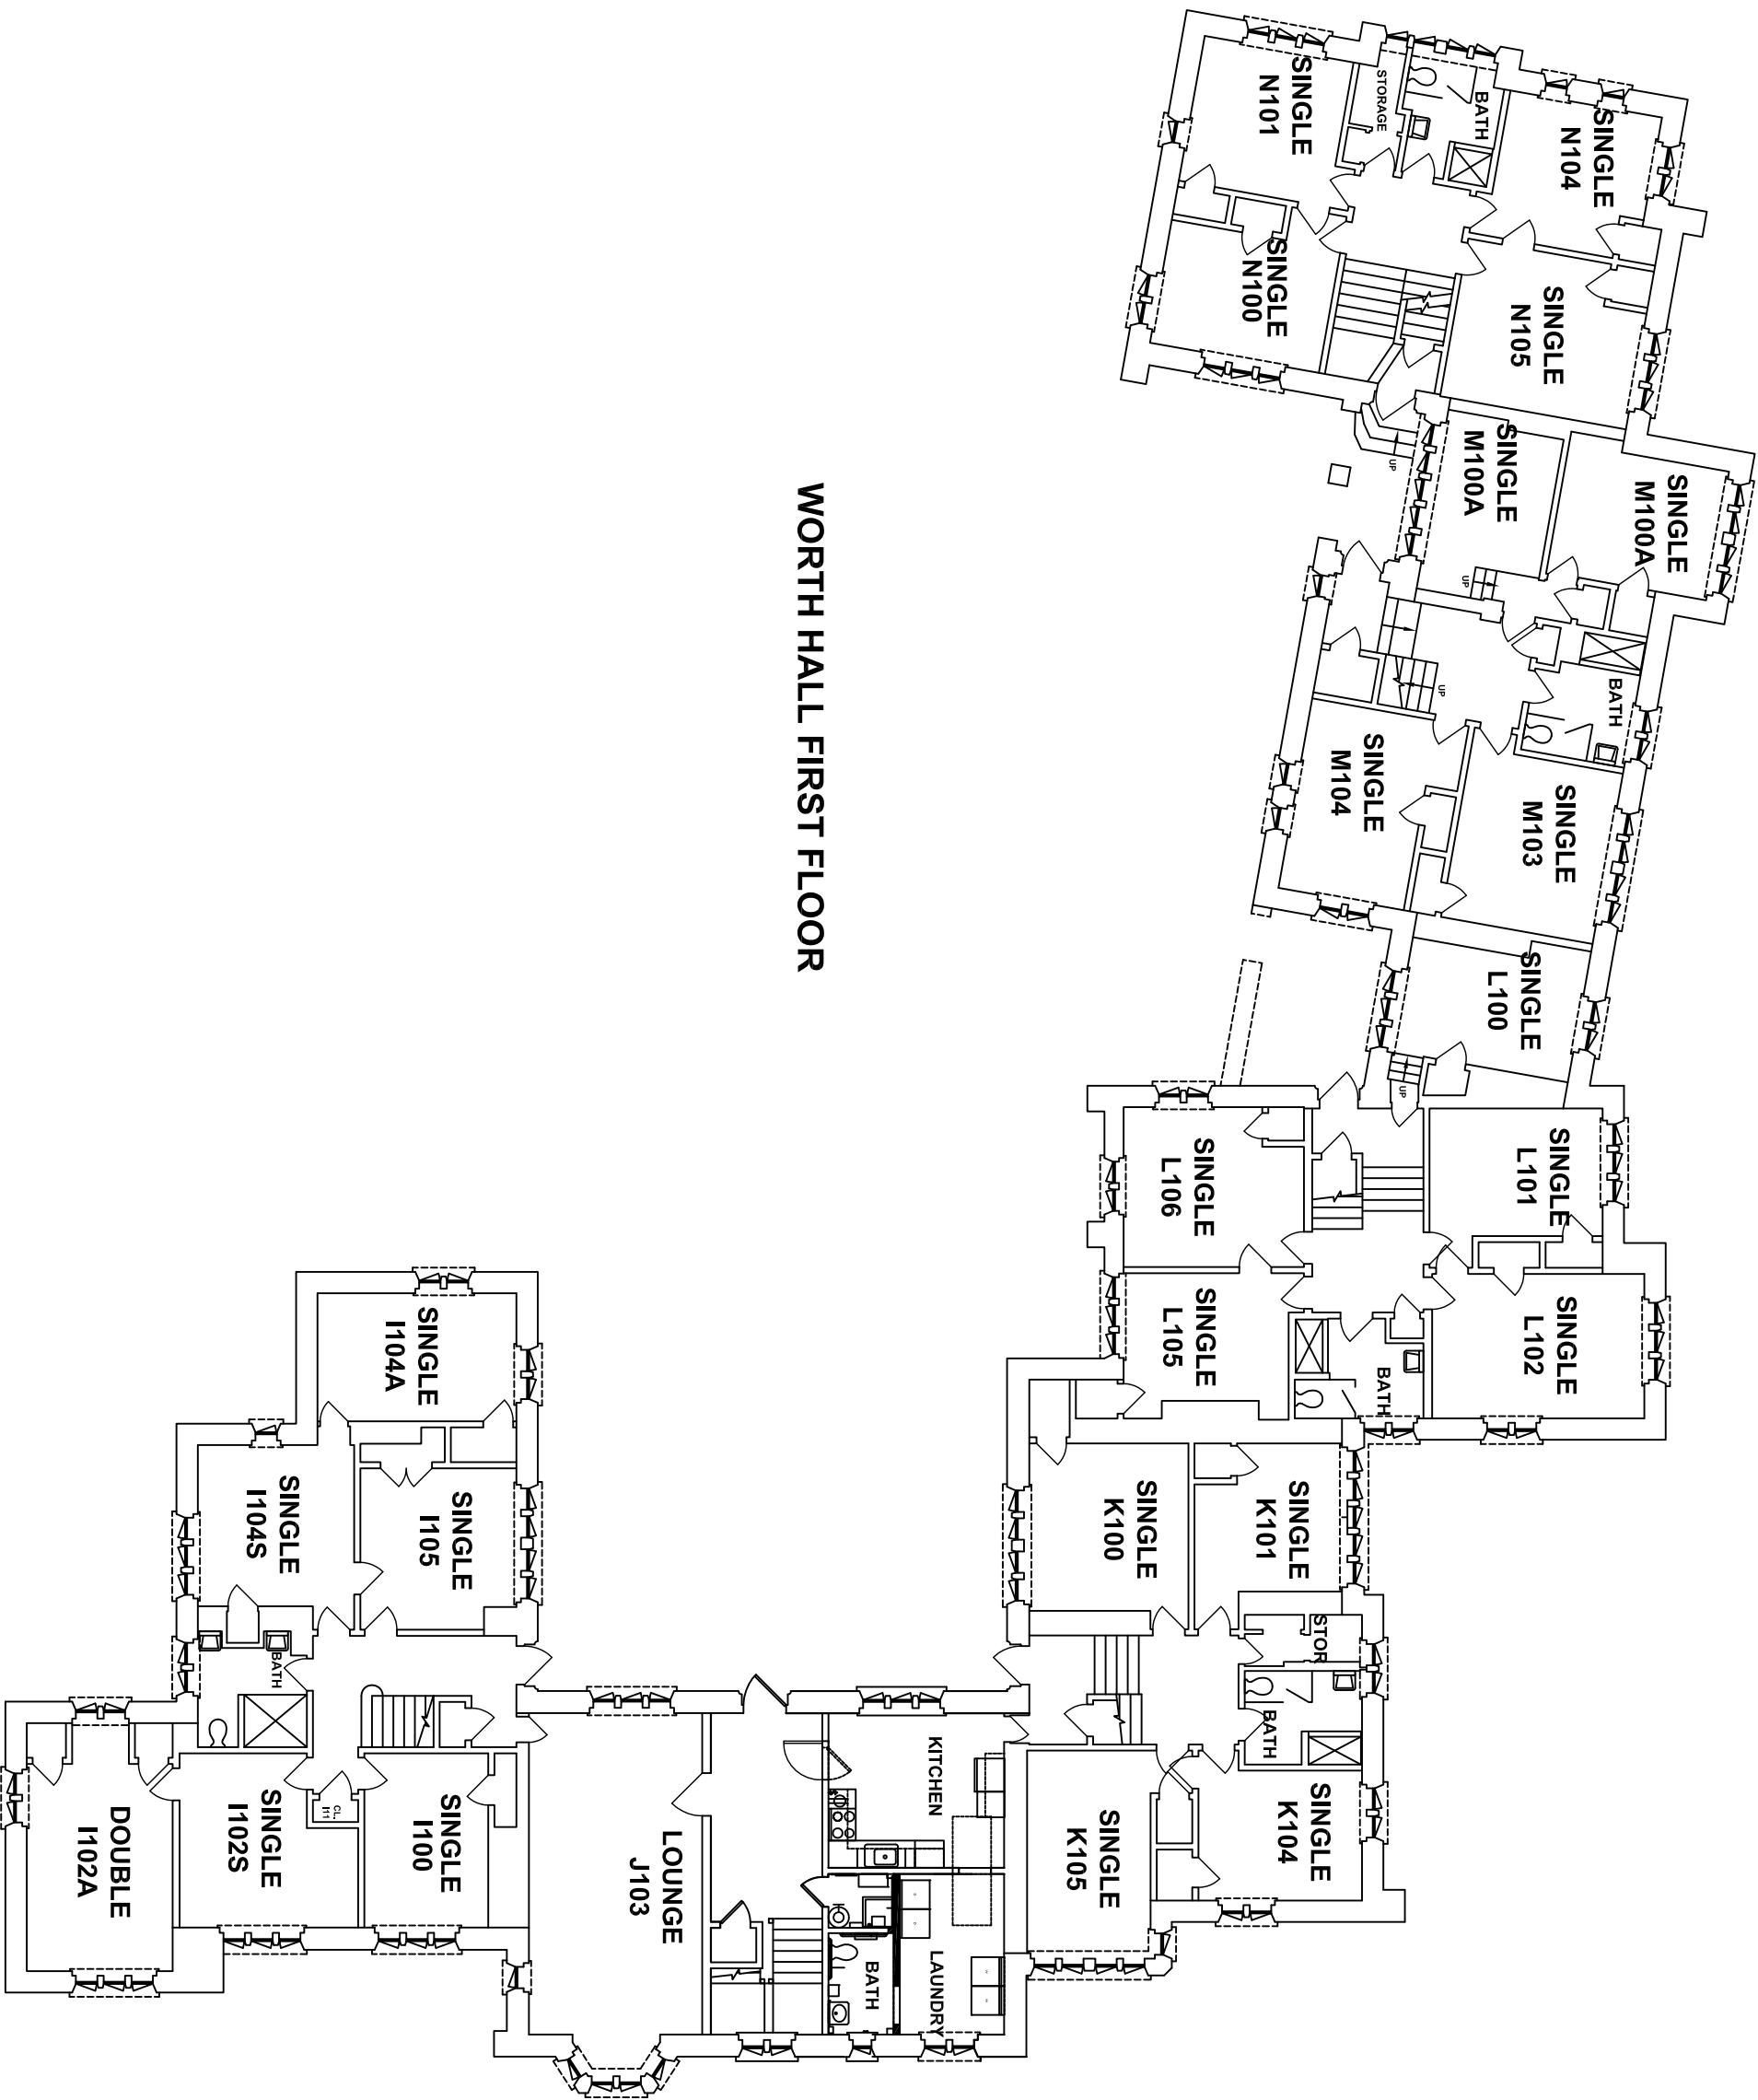 WORTH HALL FIRST FLOOR
SINGLE
N101
STORAGE
BATH
SINGLE
N104
SINGLE
N100
SINGLE
N105
SINGLE
M100A
SINGLE
M100A
UP
UP
UP
BATH
SINGLE
M104
SINGLE
M103
SINGLE
L100
UP
SINGLE
L106
SINGLE
L101
SINGLE
L105
SINGLE
L102
BATH
SINGLE
K100
SINGLE
K101
STOR
BATH
SINGLE
K105
SINGLE
K104
KITCHEN
LAUNDRY
BATH
LOUNGE
J103
SINGLE
I104A
SINGLE
I104S
SINGLE
I105
BATH
CL.
I11
SINGLE
I100
SINGLE
I102S
DOUBLE
I102A